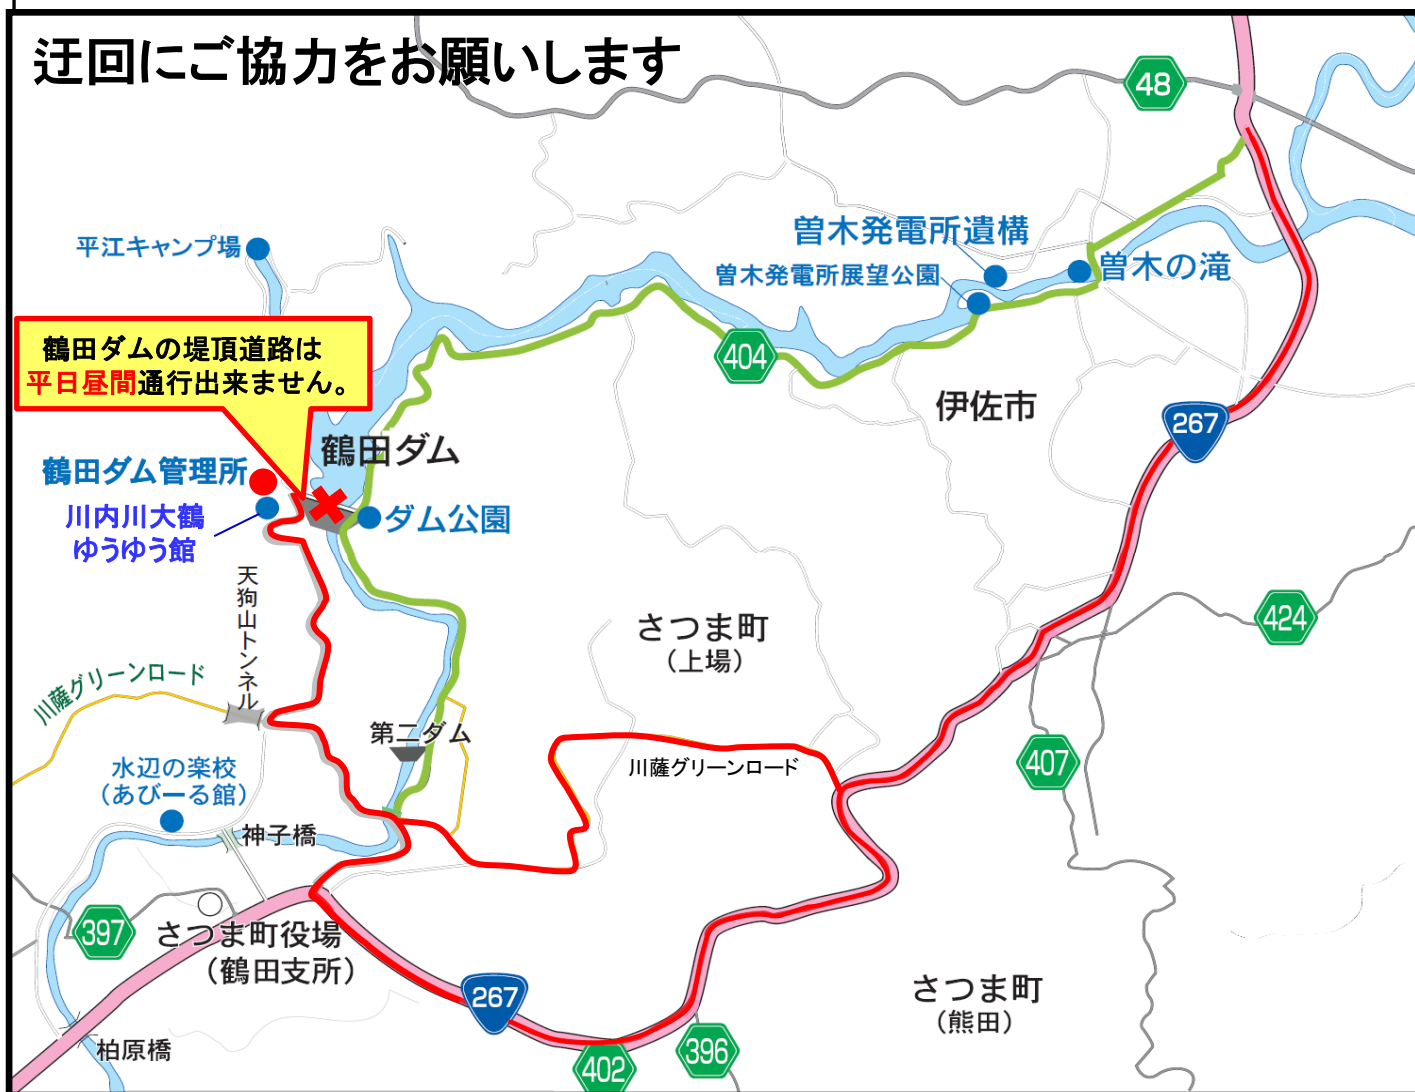 迂回にご協力をお願いします
48
平江キャンプ場
曽木発電所遺構
曽木発電所展望公園
曽木の滝
鶴田ダムの堤頂道路は
平日昼間通行出来ません。
404
伊佐市
267
鶴田ダム
鶴田ダム管理所
川内川大鶴
ゆうゆう館
ダム公園
天狗山トンネル
さつま町
（上場）
424
川薩グリーンロード
第二ダム
川薩グリーンロード
407
水辺の楽校
（あびーる館）
神子橋
397
さつま町役場
（鶴田支所）
267
さつま町
（熊田）
柏原橋
402
396